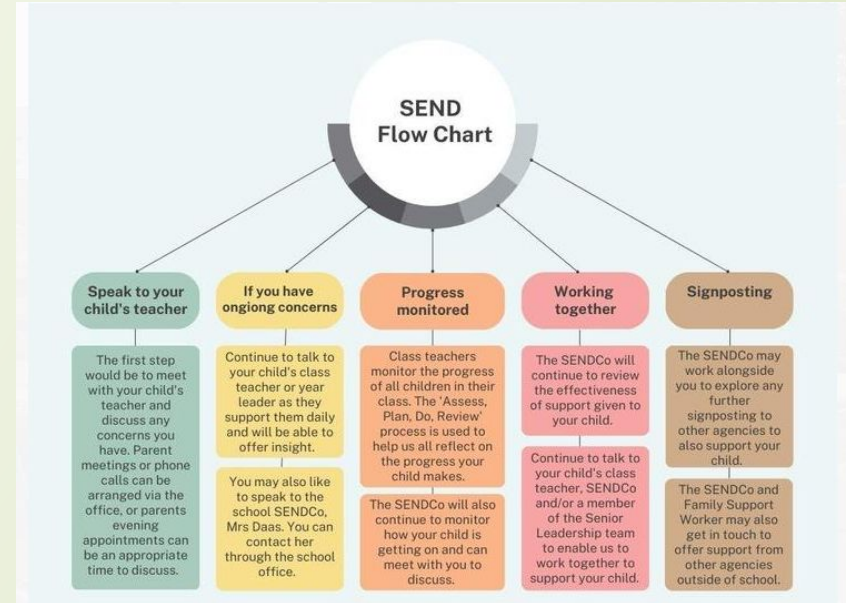 SEND
Flow Chart
Speak to your
child's teacher
The first step
would be to meet
with your child's
teacher and
discuss any
concerns you
have. Parent
meetings or phone
calls can be
arranged via the
office, or parents
evening
appointments can
be an appropriate
time to discuss.
If you have
ongiong concerns
Continue to talk to
your child's class
teacher or year
leader as they
support them daily
and will be able to
offer insight.
You may also like
to speak to the
school SENDCo,
Mrs Daas. You can
contact her
through the school
office.
Progress
monitored
Class teachers
monitor the progress
of all children in their
class. The 'Assess,
Plan, Do, Review'
process is used to
help us all reflect on
the progress your
child makes.
The SENDCo will also
continue to monitor
how your child is
getting on and can
meet with you to
discuss.
Working
together
The SENDCo will
continue to review
the effectiveness
of support given to
your child.
Continue to talk to
your child's class
teacher, SENDCo
and/or a member
of the Senior
Leadership team
to enable us to
work together to
support your child.
Signposting
The SENDCo may
work alongside
you to explore any
further
signposting to
other agencies to
also support your
child.
The SENDCo and
Family Support
Worker may also
get in touch to
offer support from
other agencies
outside of school.